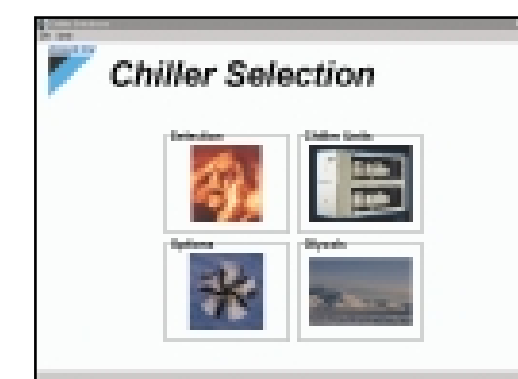 Chiller Selection
Selection
Chiller Units
Options
Glycols